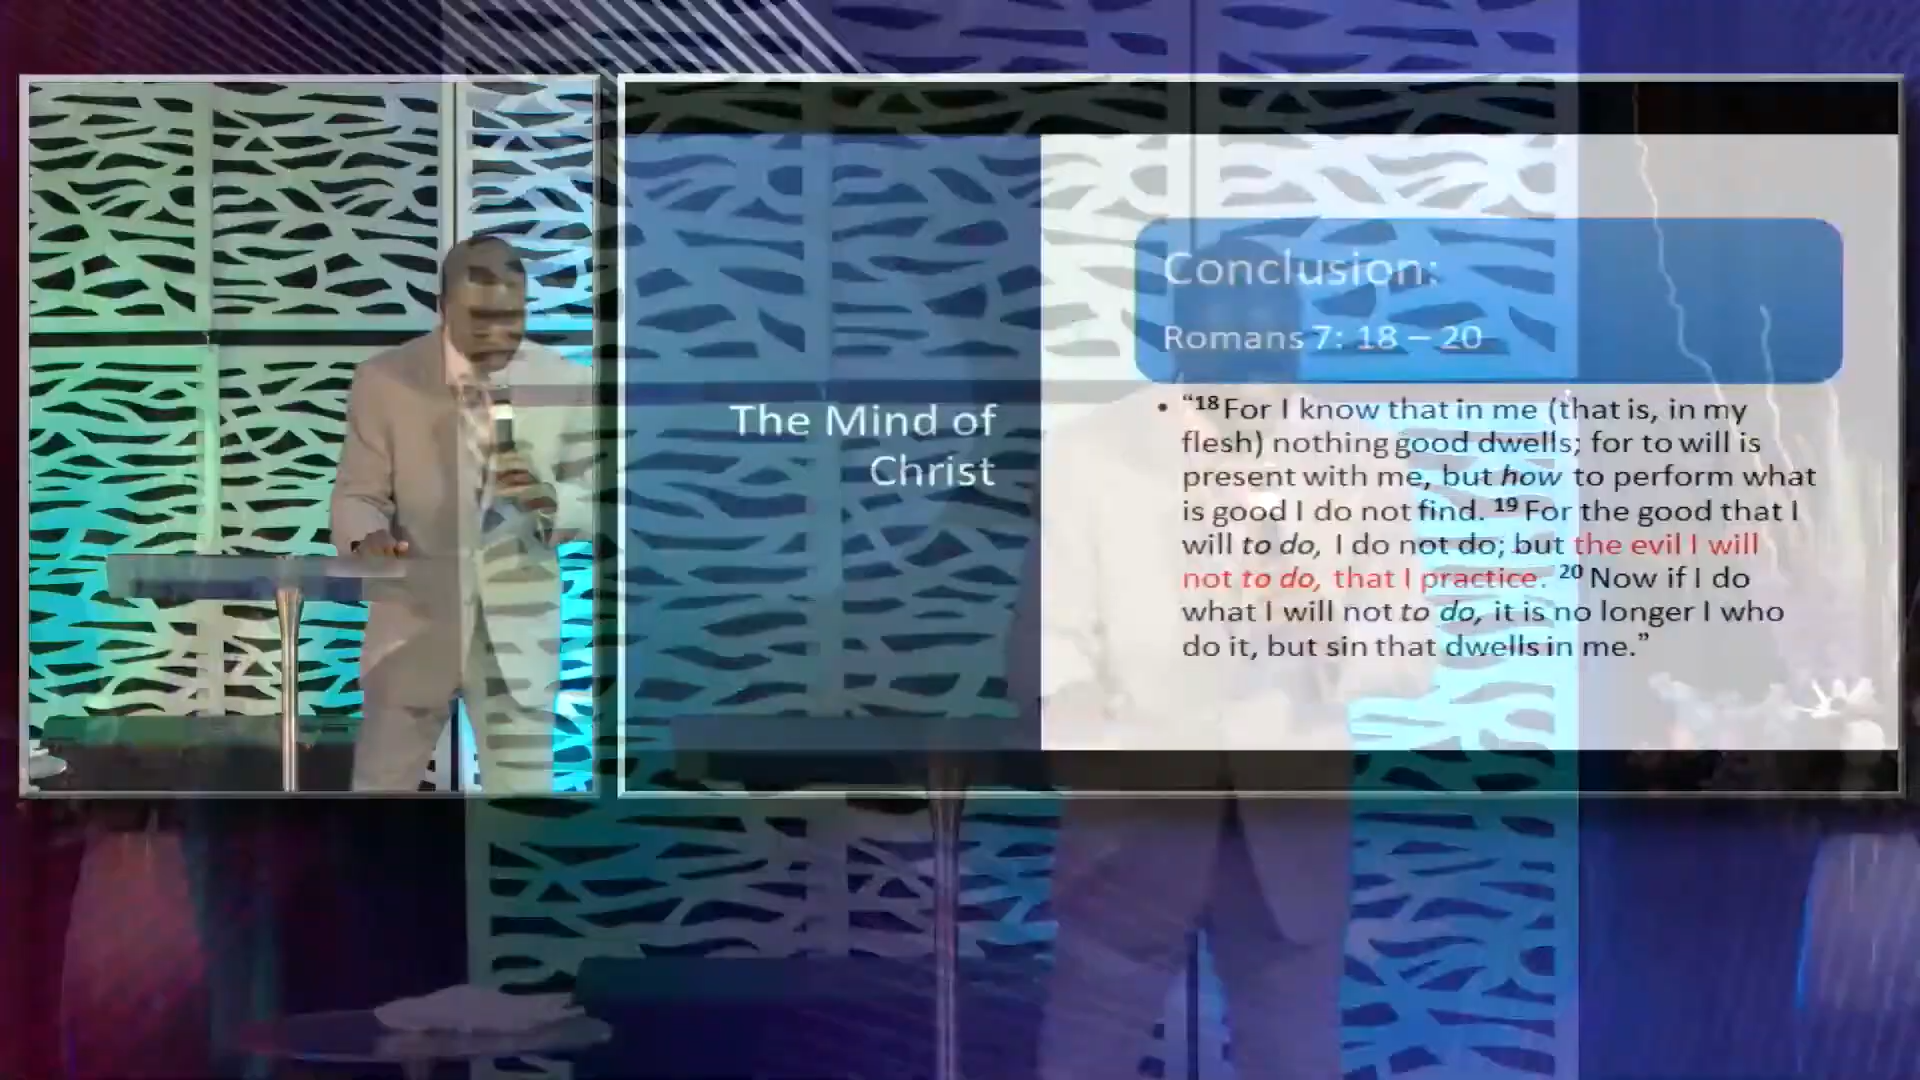 The Mind of
Christ
Conclusion:
Romans 7: 18 – 20
• “18 For I know that in me (that is, in my
flesh) nothing good dwells; for to will is
present with me, but how to perform what
is good I do not find. 19 For the good that I
will to do, I do not do; but the evil I will
not to do, that I practice. 20 Now if I do
what I will not to do, it is no longer I who
do it, but sin that dwells in me.”